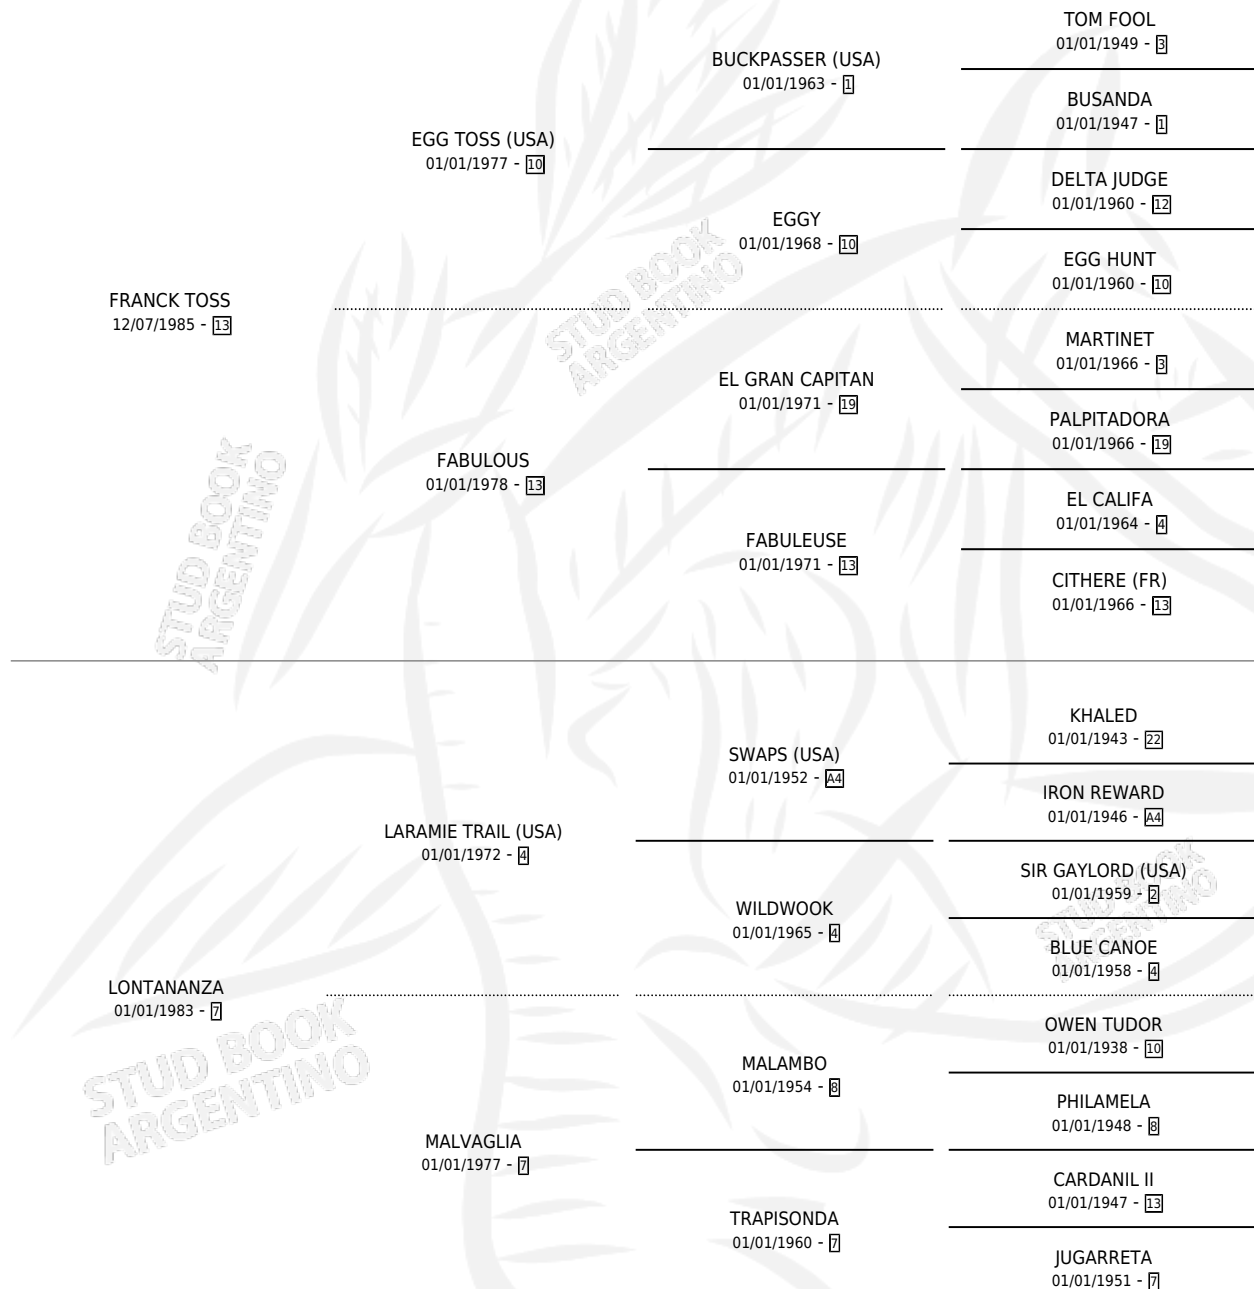 TOM FOOL
01/01/1949 - 3
BUCKPASSER (USA)
01/01/1963 - 1
BUSANDA
01/01/1947 - 1
EGG TOSS (USA)
01/01/1977 - 10
DELTA JUDGE
01/01/1960 - 12
EGGY
01/01/1968 - 10
EGG HUNT
01/01/1960 - 10
FRANCK TOSS
12/07/1985 - 13
MARTINET
01/01/1966 - 3
EL GRAN CAPITAN
01/01/1971 - 19
PALPITADORA
01/01/1966 - 19
FABULOUS
01/01/1978 - 13
EL CALIFA
01/01/1964 - 4
FABULEUSE
01/01/1971 - 13
CITHERE (FR)
01/01/1966 - 13
KHALED
01/01/1943 - 22
SWAPS (USA)
01/01/1952 - A4
IRON REWARD
01/01/1946 - A4
LARAMIE TRAIL (USA)
01/01/1972 - 4
SIR GAYLORD (USA)
01/01/1959 - 2
WILDWOOK
01/01/1965 - 4
BLUE CANOE
01/01/1958 - 4
LONTANANZA
01/01/1983 - 7
OWEN TUDOR
01/01/1938 - 10
MALAMBO
01/01/1954 - 8
PHILAMELA
01/01/1948 - 8
MALVAGLIA
01/01/1977 - 7
CARDANIL II
01/01/1947 - 13
TRAPISONDA
01/01/1960 - 7
JUGARRETA
01/01/1951 - 7
STUD BOOK
ARGENTINO
STUD BOOK
ARGENTINO
STUD BOOK
ARGENTINO
STUD BOOK
ARGENTINO